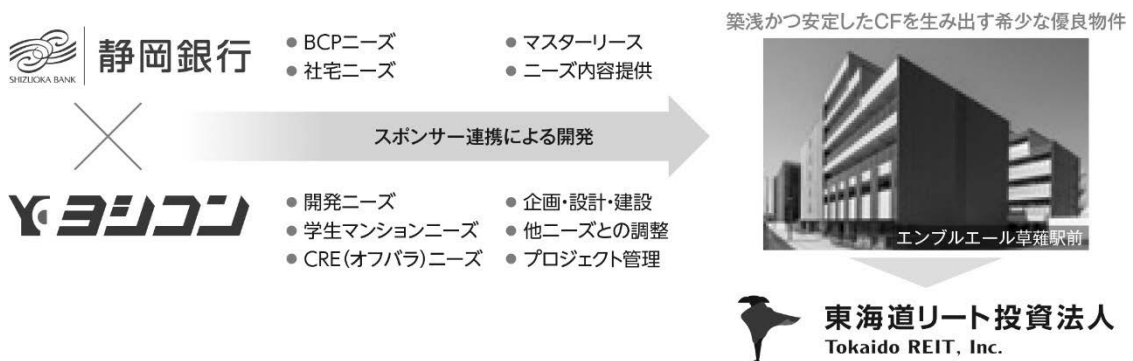 築浅かつ安定したCFを生み出す希少な優良物件
SHIZUOKA BANK
静岡銀行
● BCPニーズ
● 社宅ニーズ
● マスターリース
● ニーズ内容提供
スポンサー連携による開発
ヨシコン
● 開発ニーズ
● 学生マンションニーズ
● CRE(オフバラ)ニーズ
● 企画・設計・建設
● 他ニーズとの調整
● プロジェクト管理
エンブルエール草薙駅前
東海道リート投資法人
Tokaido REIT, Inc.